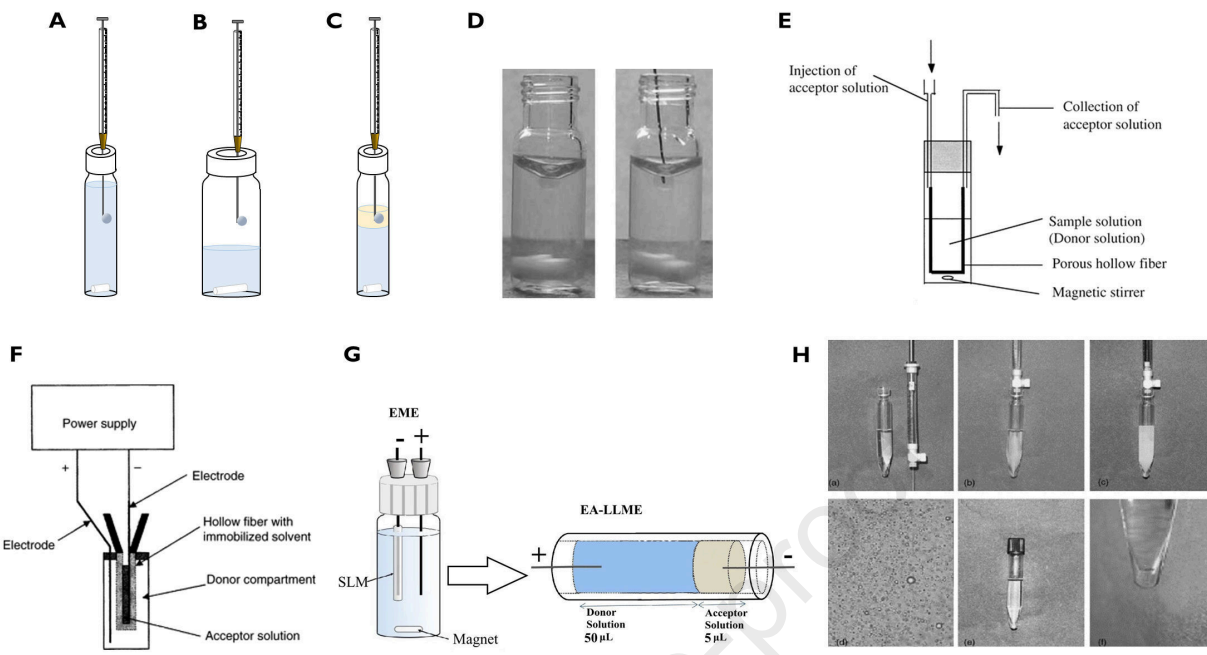 A
B
C
D
E
Injection of
acceptor solution
Collection of
acceptor solution
Sample solution
(Donor solution)
Porous hollow fiber
Magnetic stirrer
F
Power supply
+
−
Electrode
Hollow fiber with
immobilized solvent
Electrode
Donor compartment
Acceptor solution
G
EME
- +
SLM
Magnet
EA-LLME
+
-
Donor
Solution
50 µL
Acceptor
Solution
5 µL
H
(a)
(b)
(c)
(d)
(e)
(f)